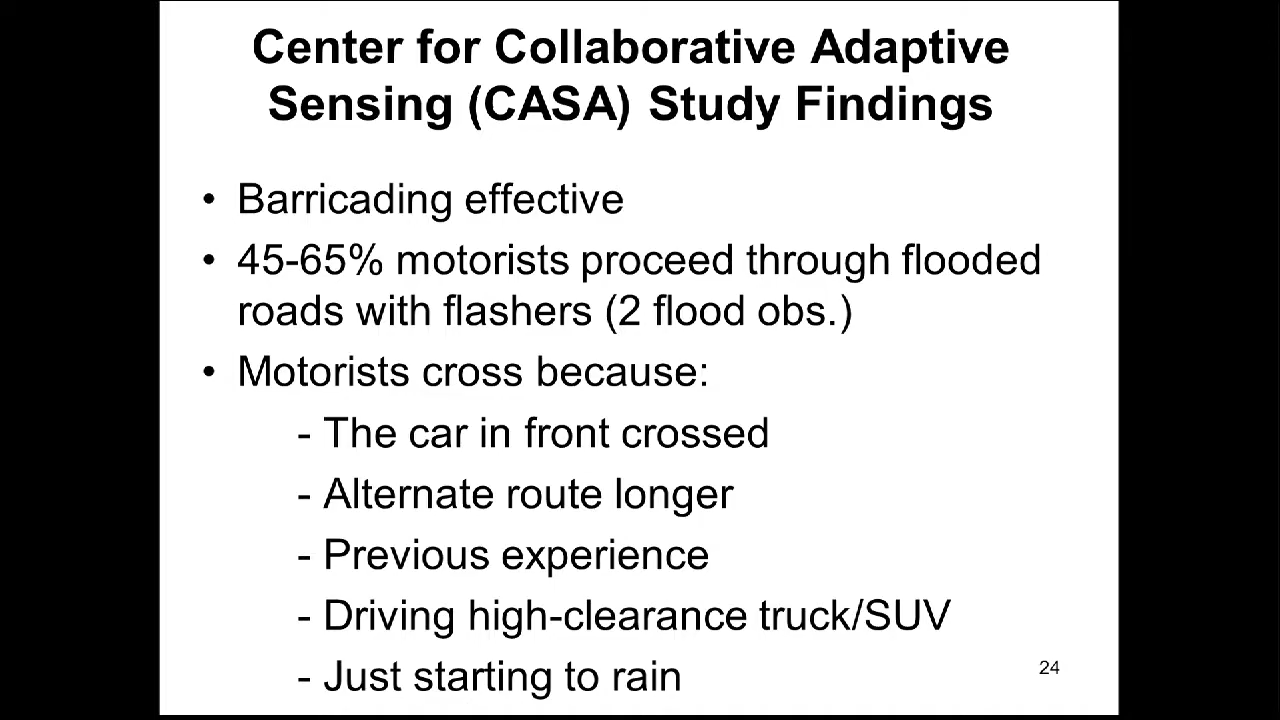 Center for Collaborative Adaptive
Sensing (CASA) Study Findings
• Barricading effective
• 45-65% motorists proceed through flooded
roads with flashers (2 flood obs.)
• Motorists cross because:
- The car in front crossed
- Alternate route longer
- Previous experience
- Driving high-clearance truck/SUV
- Just starting to rain
24